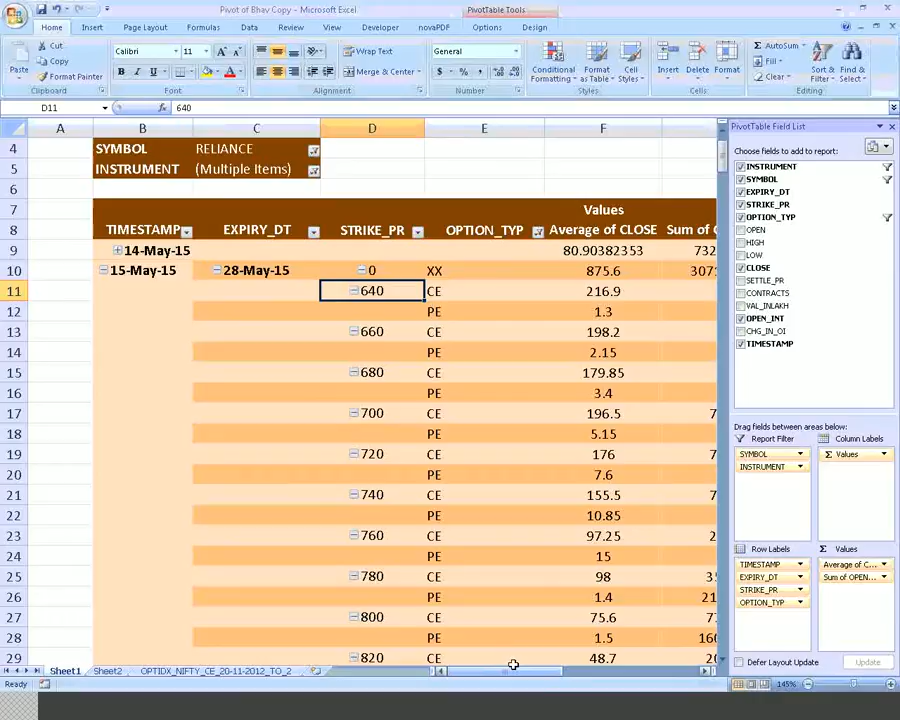 Pivot of Bhav Copy - Microsoft Excel
PivotTable Tools
Home Insert Page Layout Formulas Data Review View Developer novaPDF Options Design
Cut
Copy
Paste
Format Painter
Clipboard
Calibri 11
B I U
Font
Wrap Text
Merge & Center
Alignment
General
$ % ,
Number
Conditional Formatting
Format as Table
Cell Styles
Styles
Insert Delete Format
Cells
Σ AutoSum
Fill
Clear
Sort & Filter
Find & Select
Editing
D11 fx 640
A B C D E F
4 SYMBOL RELIANCE
5 INSTRUMENT (Multiple Items)
6
7 Values
8 TIMESTAMP EXPIRY_DT STRIKE_PR OPTION_TYP Average of CLOSE Sum of
9 14-May-15 80.90382353 732
10 15-May-15 28-May-15 0 XX 875.6 3071
11 640 CE 216.9
12 PE 1.3
13 660 CE 198.2
14 PE 2.15
15 680 CE 179.85
16 PE 3.4
17 700 CE 196.5 7
18 PE 5.15
19 720 CE 176 7
20 PE 7.6
21 740 CE 155.5 7
22 PE 10.85
23 760 CE 97.25 2
24 PE 15
25 780 CE 98 35
26 PE 1.4 21
27 800 CE 75.6 77
28 PE 1.5 160
29 820 CE 48.7 20
PivotTable Field List
Choose fields to add to report:
INSTRUMENT
SYMBOL
EXPIRY_DT
STRIKE_PR
OPTION_TYP
OPEN
HIGH
LOW
CLOSE
SETTLE_PR
CONTRACTS
VAL_INLAKH
OPEN_INT
CHG_IN_OI
TIMESTAMP
Drag fields between areas below:
Report Filter Column Labels
SYMBOL Σ Values
INSTRUMENT
Row Labels Σ Values
TIMESTAMP Average of C...
EXPIRY_DT Sum of OPEN...
STRIKE_PR
OPTION_TYP
Defer Layout Update Update
Sheet1 Sheet2 OPTIDX_NIFTY_CE_20-11-2012_TO_2
Ready 145%